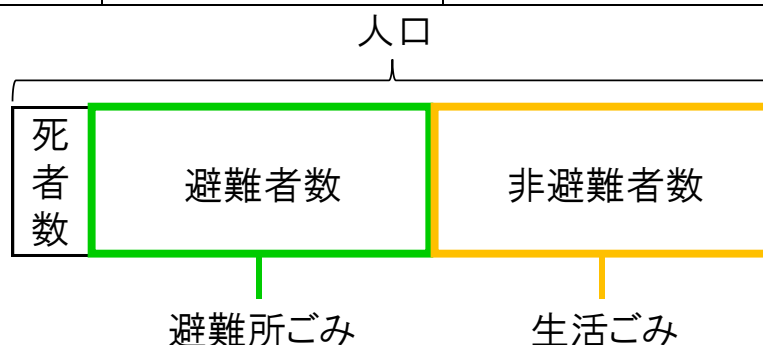 人口
死者数
避難者数
非避難者数
避難所ごみ
生活ごみ